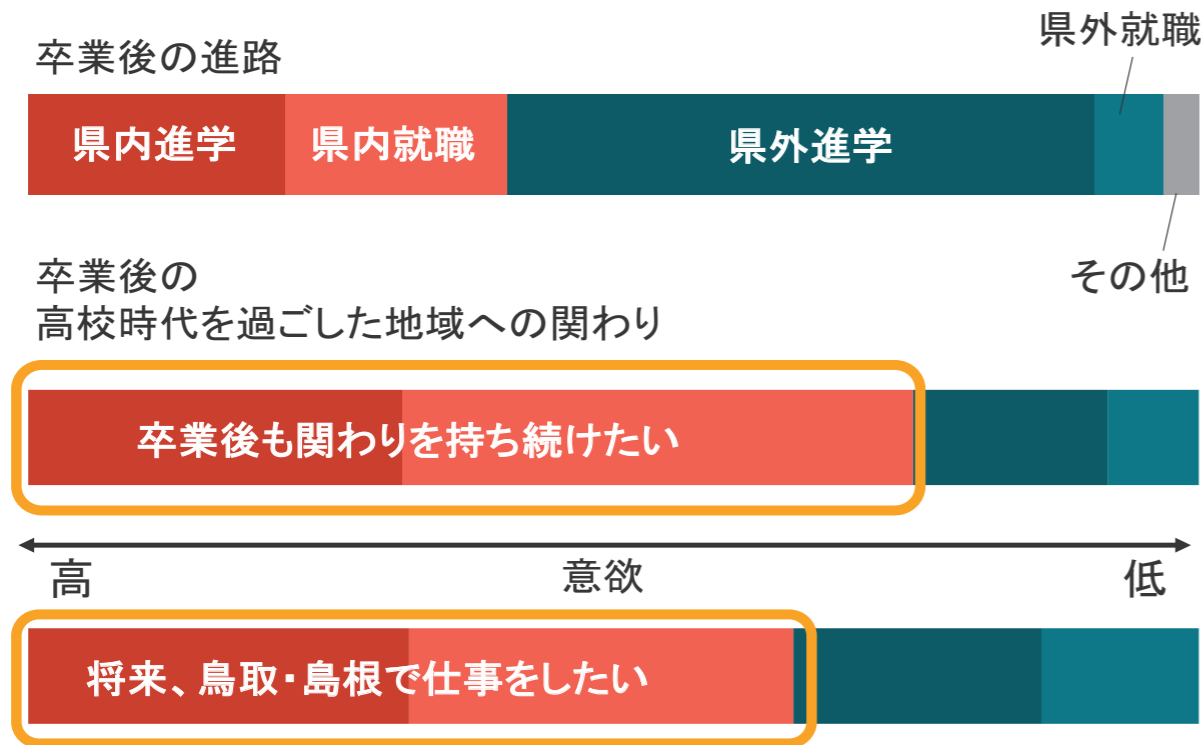 県外就職
卒業後の進路
県内進学
県内就職
県外進学
その他
卒業後の
高校時代を過ごした地域への関わり
卒業後も関わりを持ち続けたい
高
意欲
低
将来、鳥取・島根で仕事をしたい